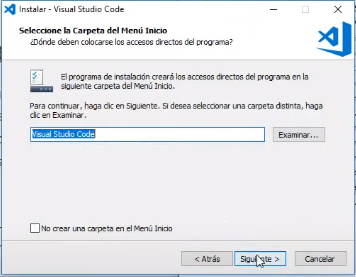 Instalar - Visual Studio Code
Seleccione la Carpeta del Menú Inicio
¿Dónde deben colocarse los accesos directos del programa?
El programa de instalación creará los accesos directos del programa en la
siguiente carpeta del Menú Inicio.
Para continuar, haga clic en Siguiente. Si desea seleccionar una carpeta distinta, haga
clic en Examinar.
Visual Studio Code
Examinar...
No crear una carpeta en el Menú Inicio
< Atrás
Siguiente >
Cancelar